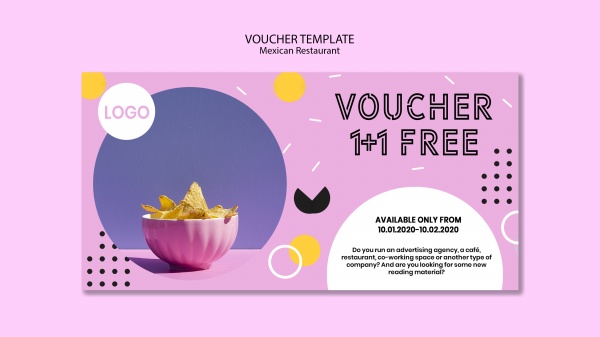 VOUCHER TEMPLATE
Mexican Restaurant
LOGO
VOUCHER
1+1 FREE
AVAILABLE ONLY FROM
10.01.2020-10.02.2020
Do you run an advertising agency, a café,
restaurant, co-working space or another type of
company? And are you looking for some new
reading material?